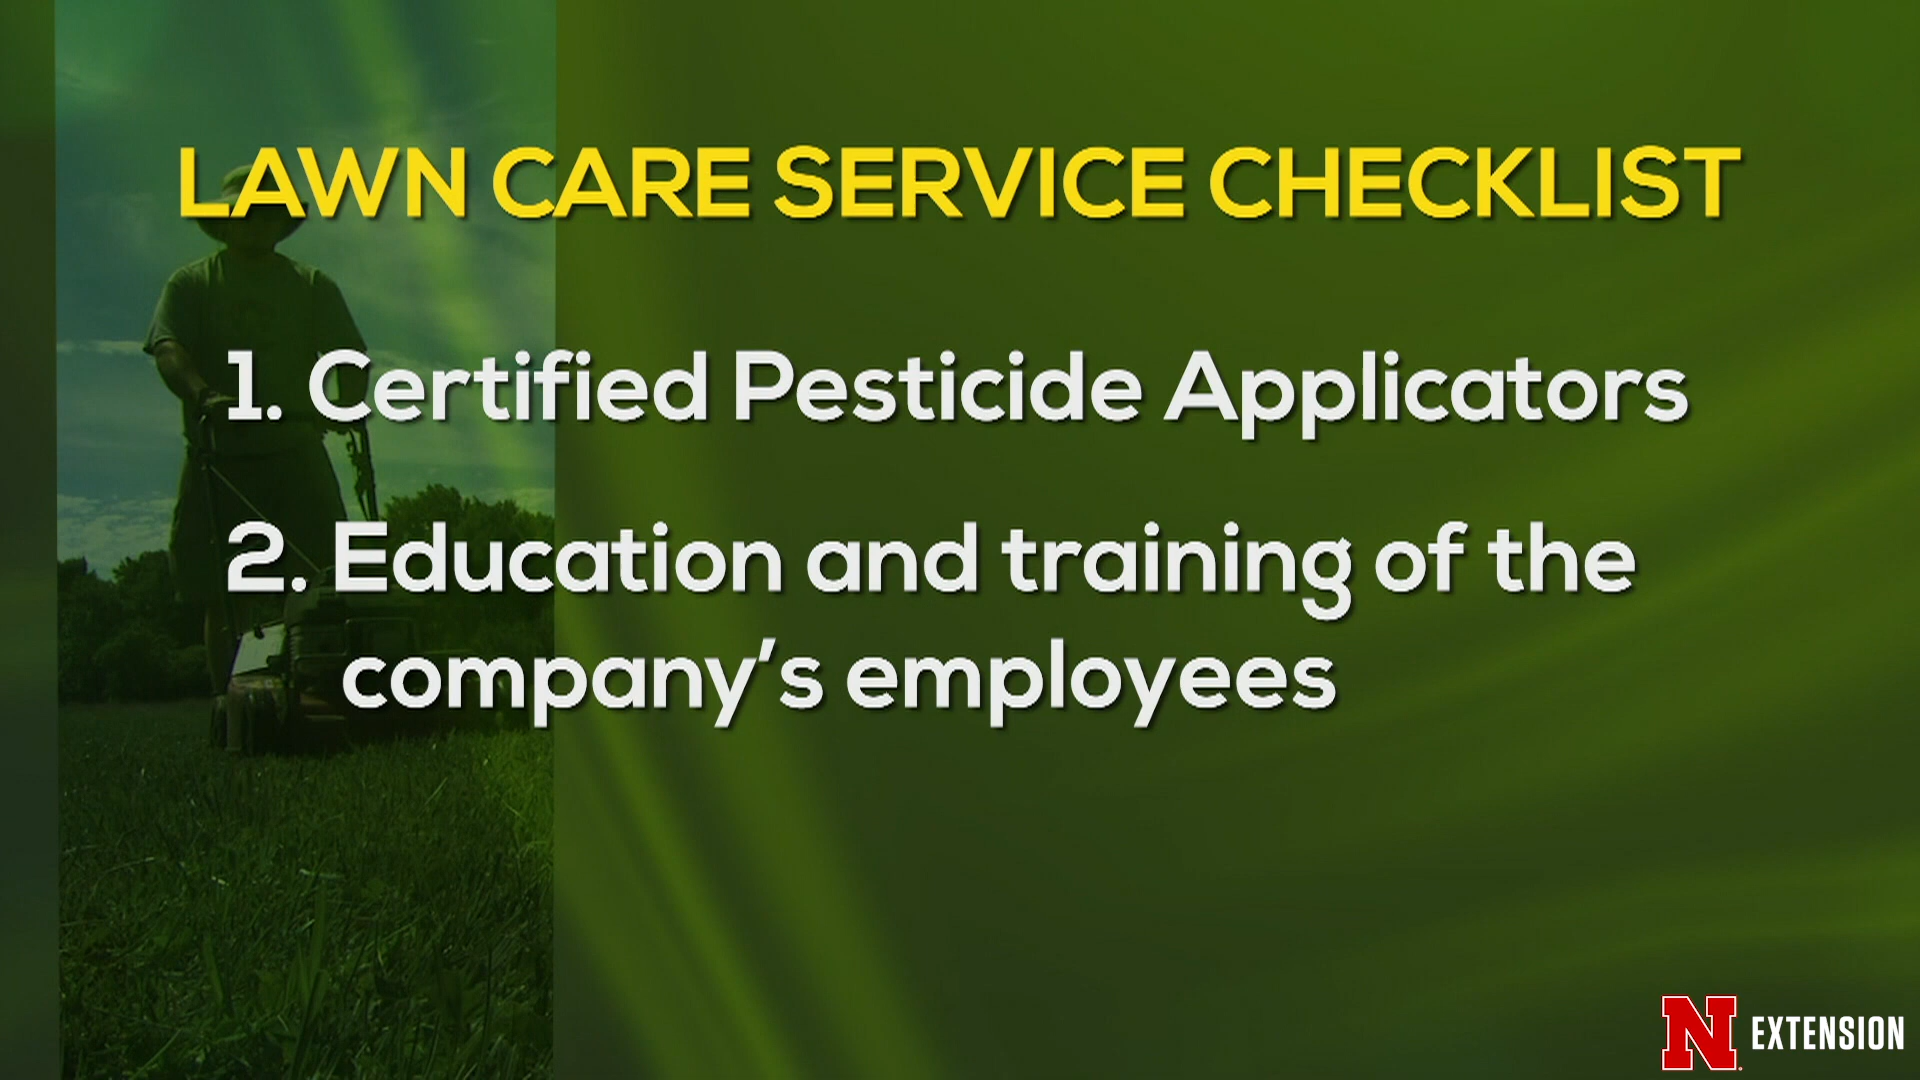 LAWN CARE SERVICE CHECKLIST
1. Certified Pesticide Applicators
2. Education and training of the
company’s employees
N EXTENSION